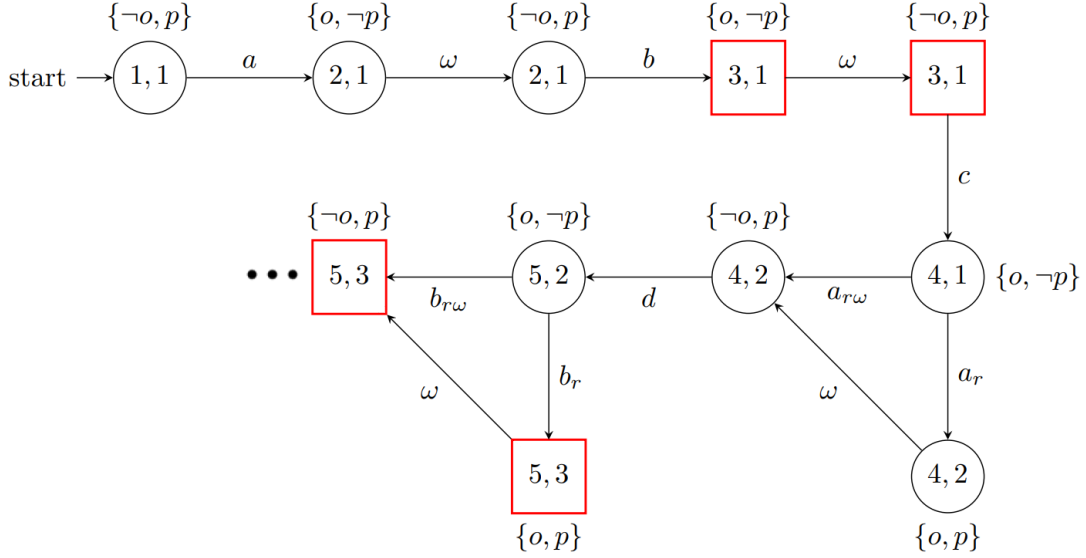 {¬o, p} {o, ¬p} {¬o, p} {o, ¬p} {¬o, p}
start 1, 1 a 2, 1 ω 2, 1 b 3, 1 ω 3, 1
c
{¬o, p} {o, ¬p} {¬o, p}
••• 5, 3 b_{rω} 5, 2 d 4, 2 a_{rω} 4, 1 {o, ¬p}
ω b_r ω a_r
5, 3 4, 2
{o, p} {o, p}